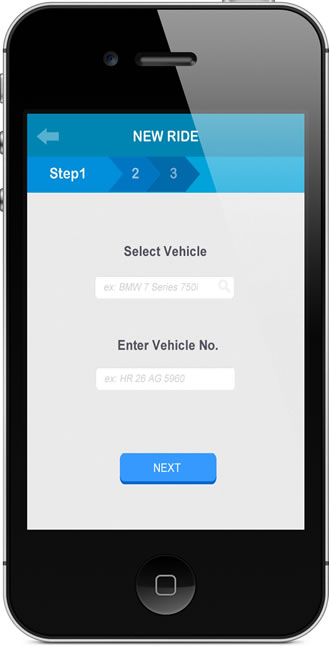 NEW RIDE
Step1 2 3
Select Vehicle
ex: BMW 7 Series 750i
Enter Vehicle No.
ex: HR 26 AG 5960
NEXT